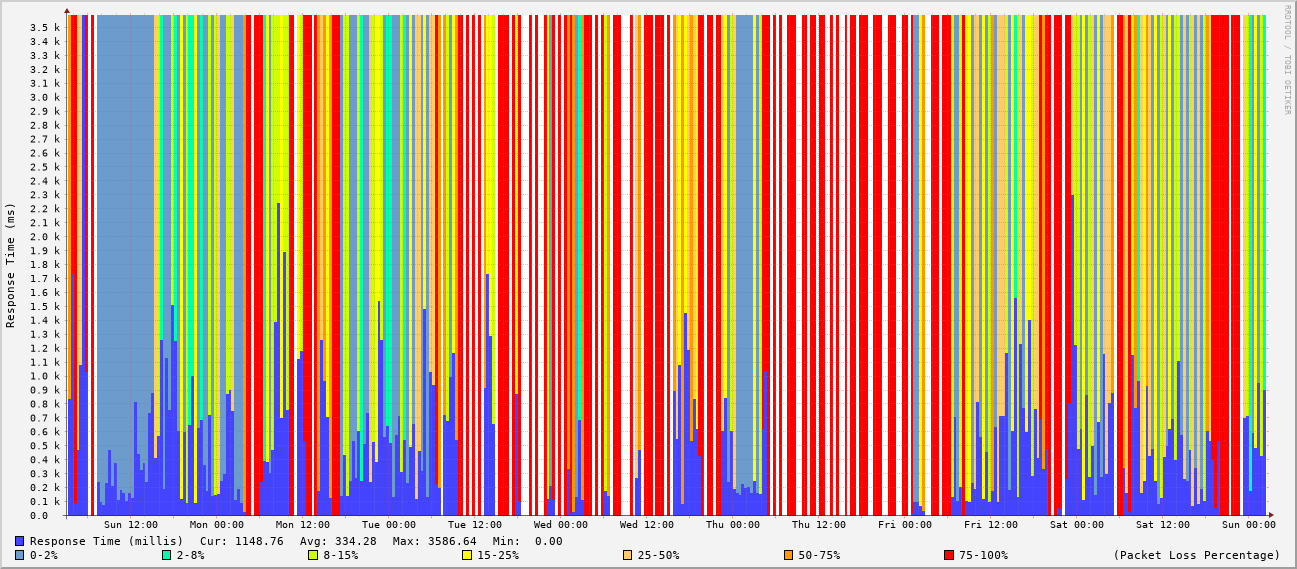 RRDTOOL / TOBI OETIKER
Response Time (ms)
3.5 k
3.4 k
3.3 k
3.2 k
3.1 k
3.0 k
2.9 k
2.8 k
2.7 k
2.6 k
2.5 k
2.4 k
2.3 k
2.2 k
2.1 k
2.0 k
1.9 k
1.8 k
1.7 k
1.6 k
1.5 k
1.4 k
1.3 k
1.2 k
1.1 k
1.0 k
0.9 k
0.8 k
0.7 k
0.6 k
0.5 k
0.4 k
0.3 k
0.2 k
0.1 k
0.0
Sun 12:00 Mon 00:00 Mon 12:00 Tue 00:00 Tue 12:00 Wed 00:00 Wed 12:00 Thu 00:00 Thu 12:00 Fri 00:00 Fri 12:00 Sat 00:00 Sat 12:00 Sun 00:00
Response Time (millis) Cur: 1148.76 Avg: 334.28 Max: 3586.64 Min: 0.00
0-2% 2-8% 8-15% 15-25% 25-50% 50-75% 75-100% (Packet Loss Percentage)